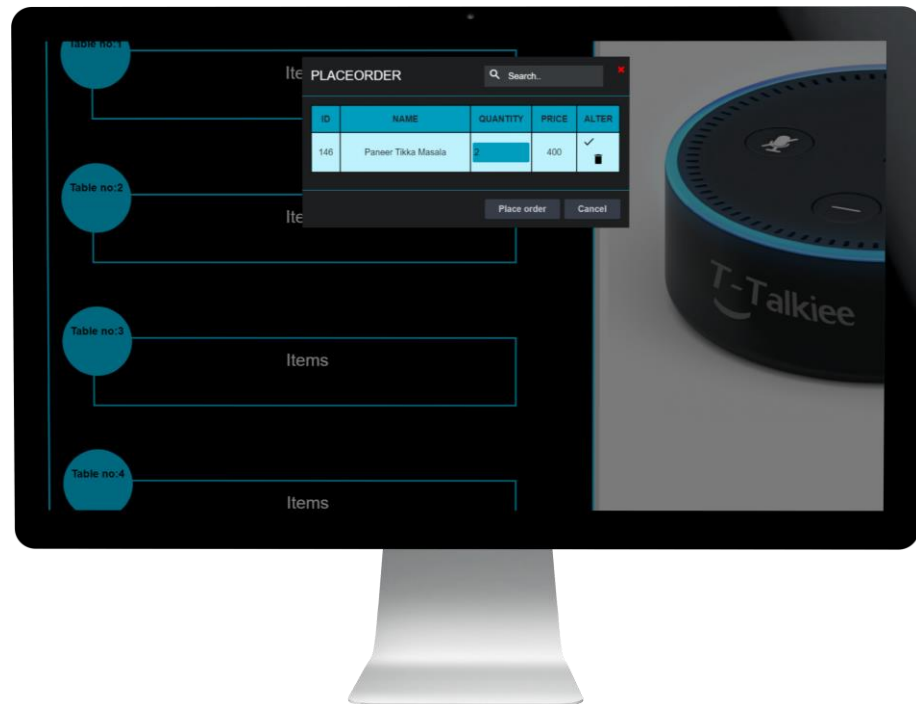 Table no:1
Ite
PLACEORDER
Search..
ID NAME QUANTITY PRICE ALTER
146 Paneer Tikka Masala 2 400
Place order Cancel
Table no:2
Ite
Table no:3
Items
Table no:4
Items
T-Talkiee